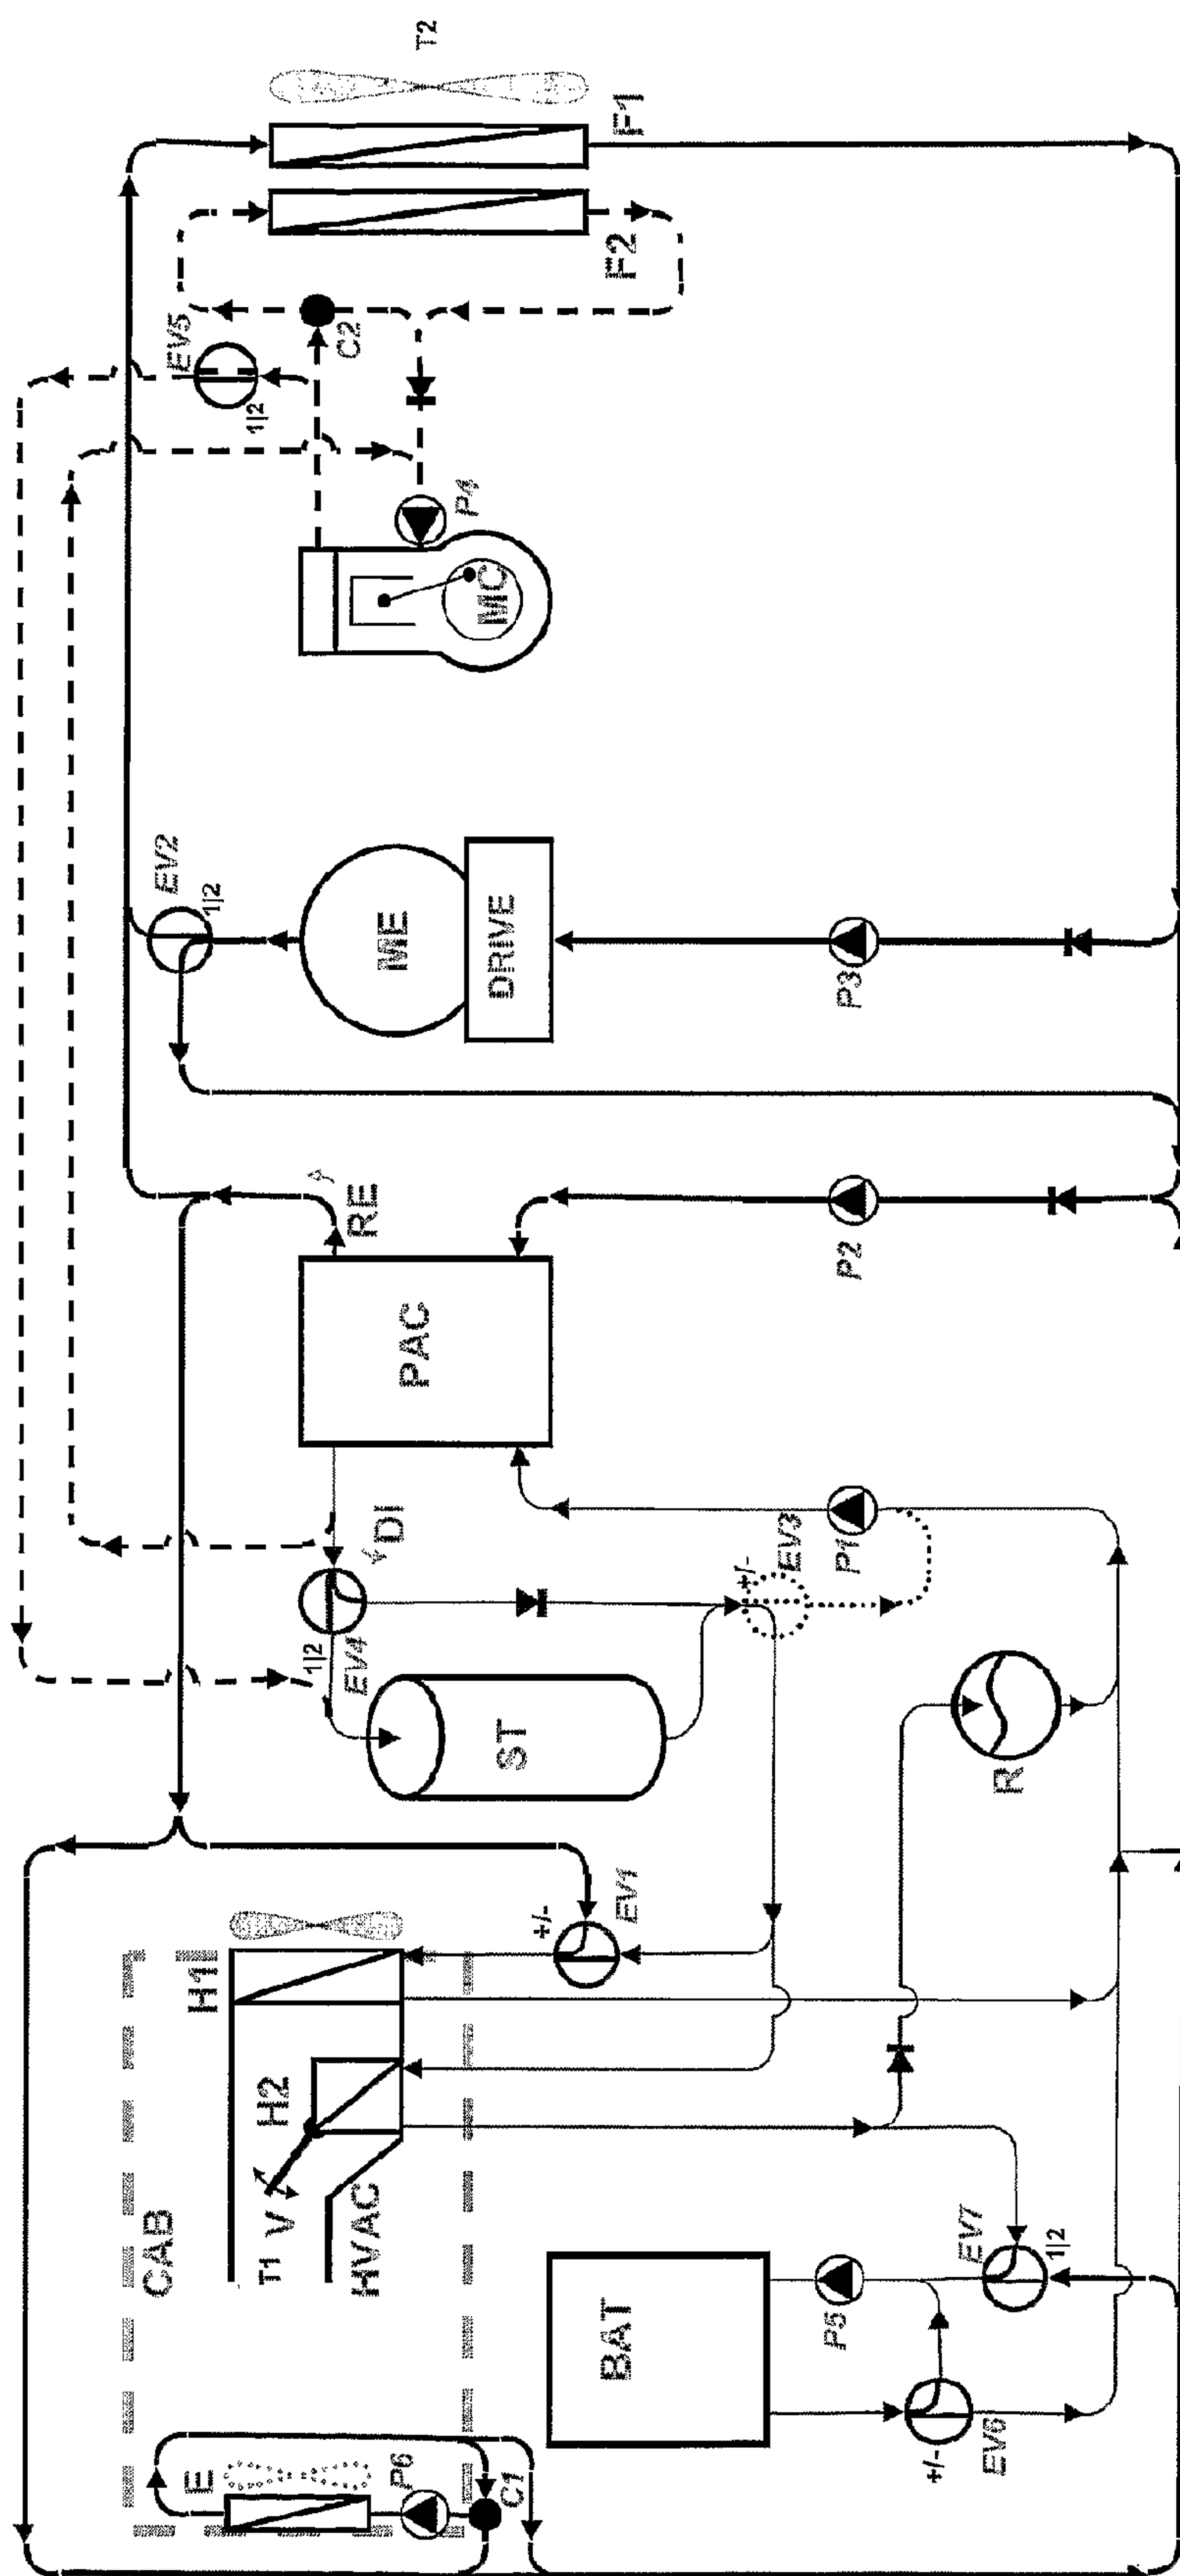 T2
F1
F2
EV5
1|2
C2
P4
MC
EV2
1|2
ME
DRIVE
P3
RE
PAC
P2
DI
1|2
EV4
+/-
EV3
P1
ST
R
H1
+/-
EV1
H2
CAB
T1
V
HVAC
EV7
1|2
P5
BAT
+/-
EV6
E
P6
C1